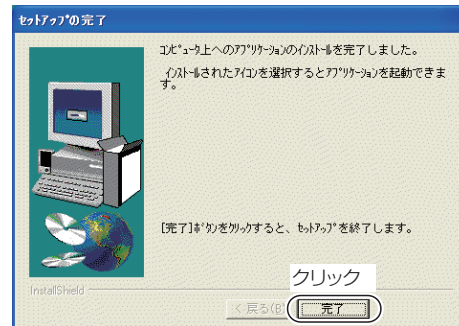 ｾｯﾄｱｯﾌﾟの完了
ｺﾝﾋﾟｭｰﾀ上へのｱﾌﾟﾘｹｰｼｮﾝのｲﾝｽﾄｰﾙを完了しました。
ｲﾝｽﾄｰﾙされたｱｲｺﾝを選択するとｱﾌﾟﾘｹｰｼｮﾝを起動できま
す。
[完了]ﾎﾞﾀﾝをｸﾘｯｸすると、ｾｯﾄｱｯﾌﾟを終了します。
クリック
InstallShield
< 戻る(B)
完了